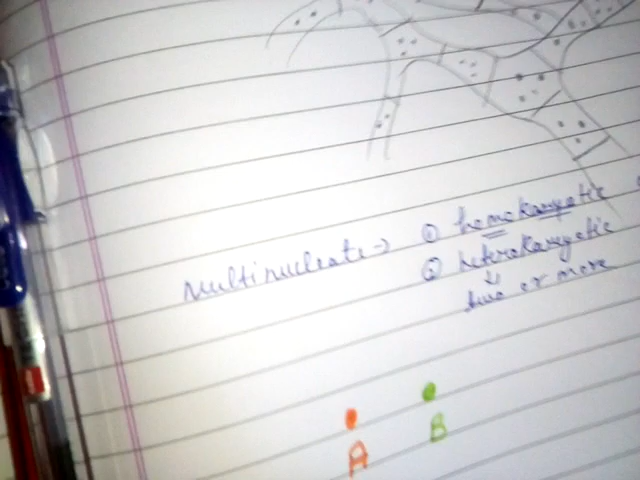 Multinucleate → ① homokaryotic
② heterokaryotic
↓
two or more
A B